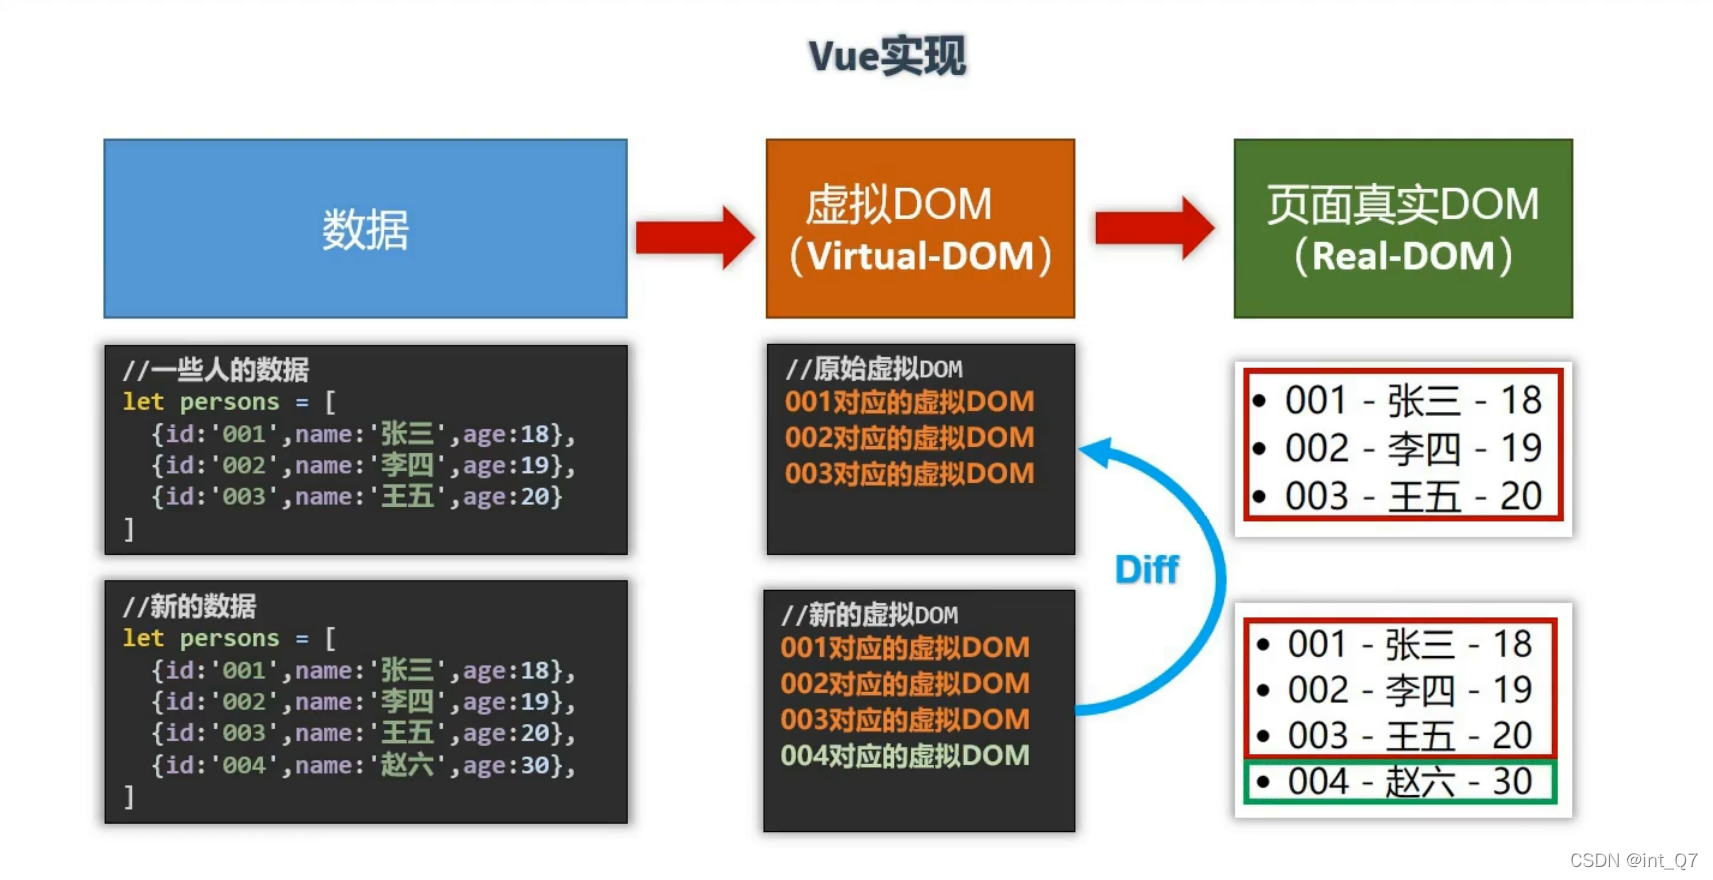 Vue实现
数据
虚拟DOM
（Virtual-DOM）
页面真实DOM
（Real-DOM）
//一些人的数据
let persons = [
{id:'001',name:'张三',age:18},
{id:'002',name:'李四',age:19},
{id:'003',name:'王五',age:20}
]
//原始虚拟DOM
001对应的虚拟DOM
002对应的虚拟DOM
003对应的虚拟DOM
• 001 - 张三 - 18
• 002 - 李四 - 19
• 003 - 王五 - 20
Diff
//新的数据
let persons = [
{id:'001',name:'张三',age:18},
{id:'002',name:'李四',age:19},
{id:'003',name:'王五',age:20},
{id:'004',name:'赵六',age:30},
]
//新的虚拟DOM
001对应的虚拟DOM
002对应的虚拟DOM
003对应的虚拟DOM
004对应的虚拟DOM
• 001 - 张三 - 18
• 002 - 李四 - 19
• 003 - 王五 - 20
• 004 - 赵六 - 30
CSDN @int_Q7